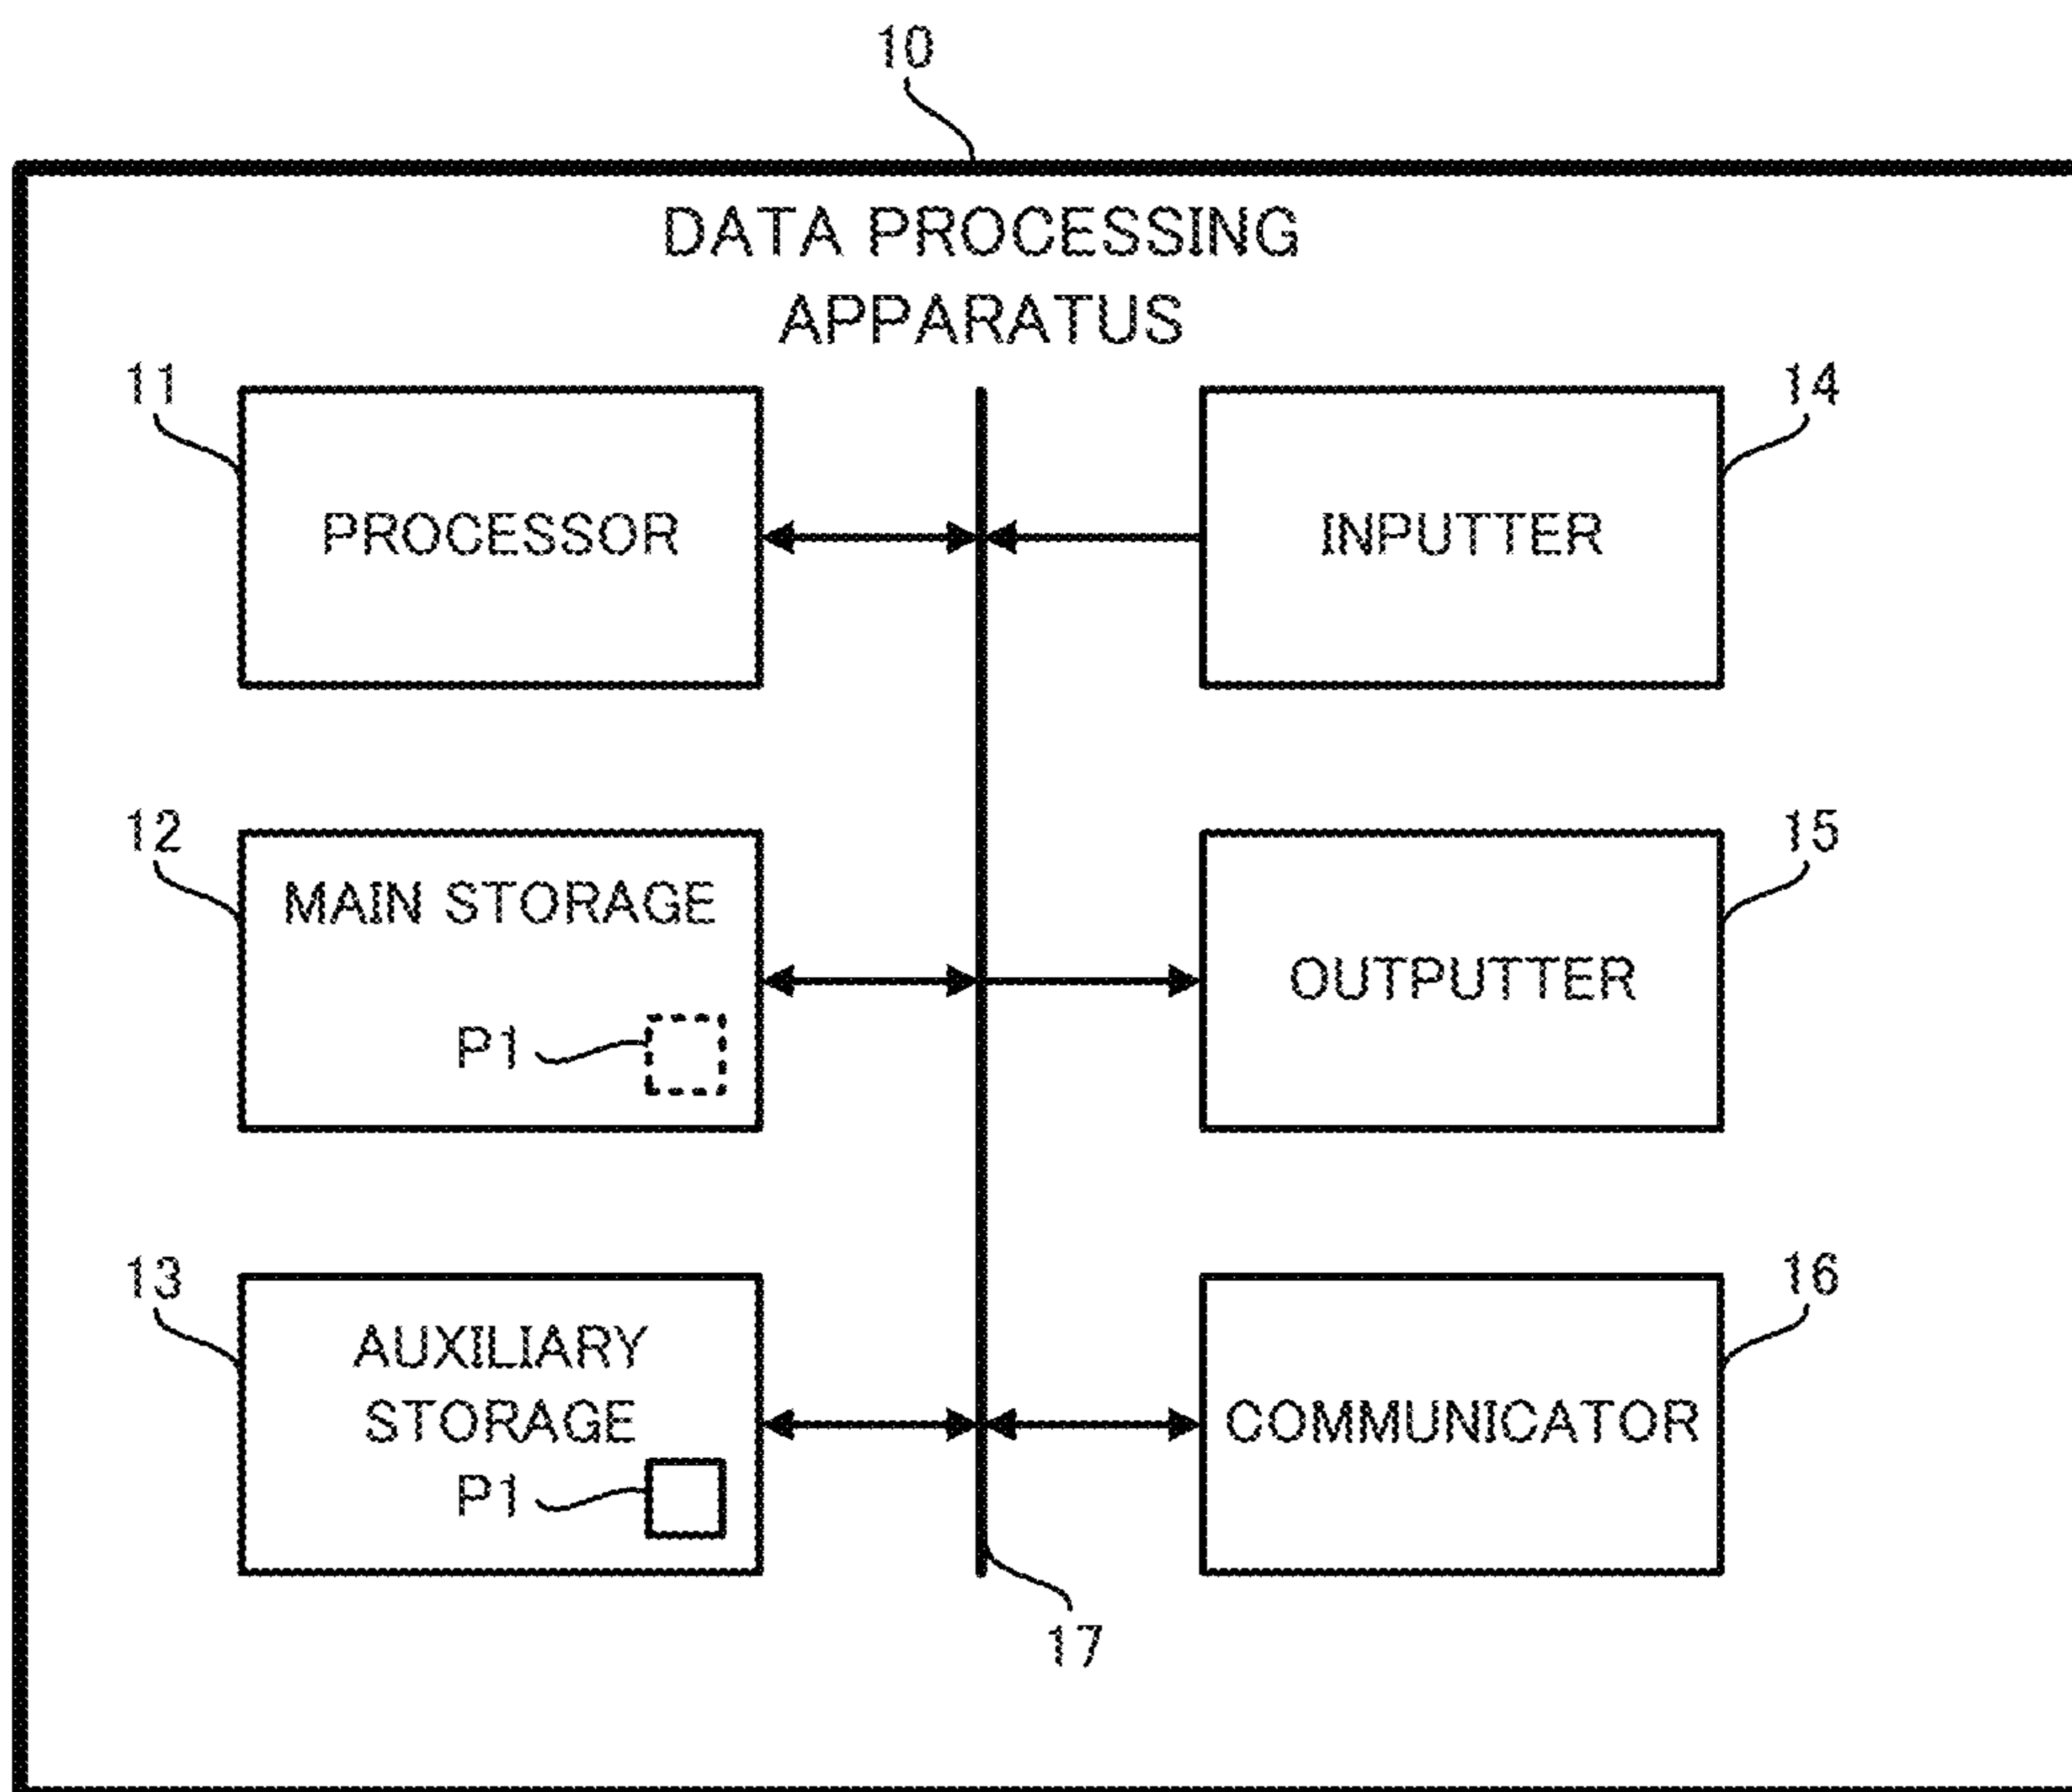 10
DATA PROCESSING
APPARATUS
11
PROCESSOR
14
INPUTTER
12
MAIN STORAGE
P1
15
OUTPUTTER
13
AUXILIARY
STORAGE
P1
16
COMMUNICATOR
17